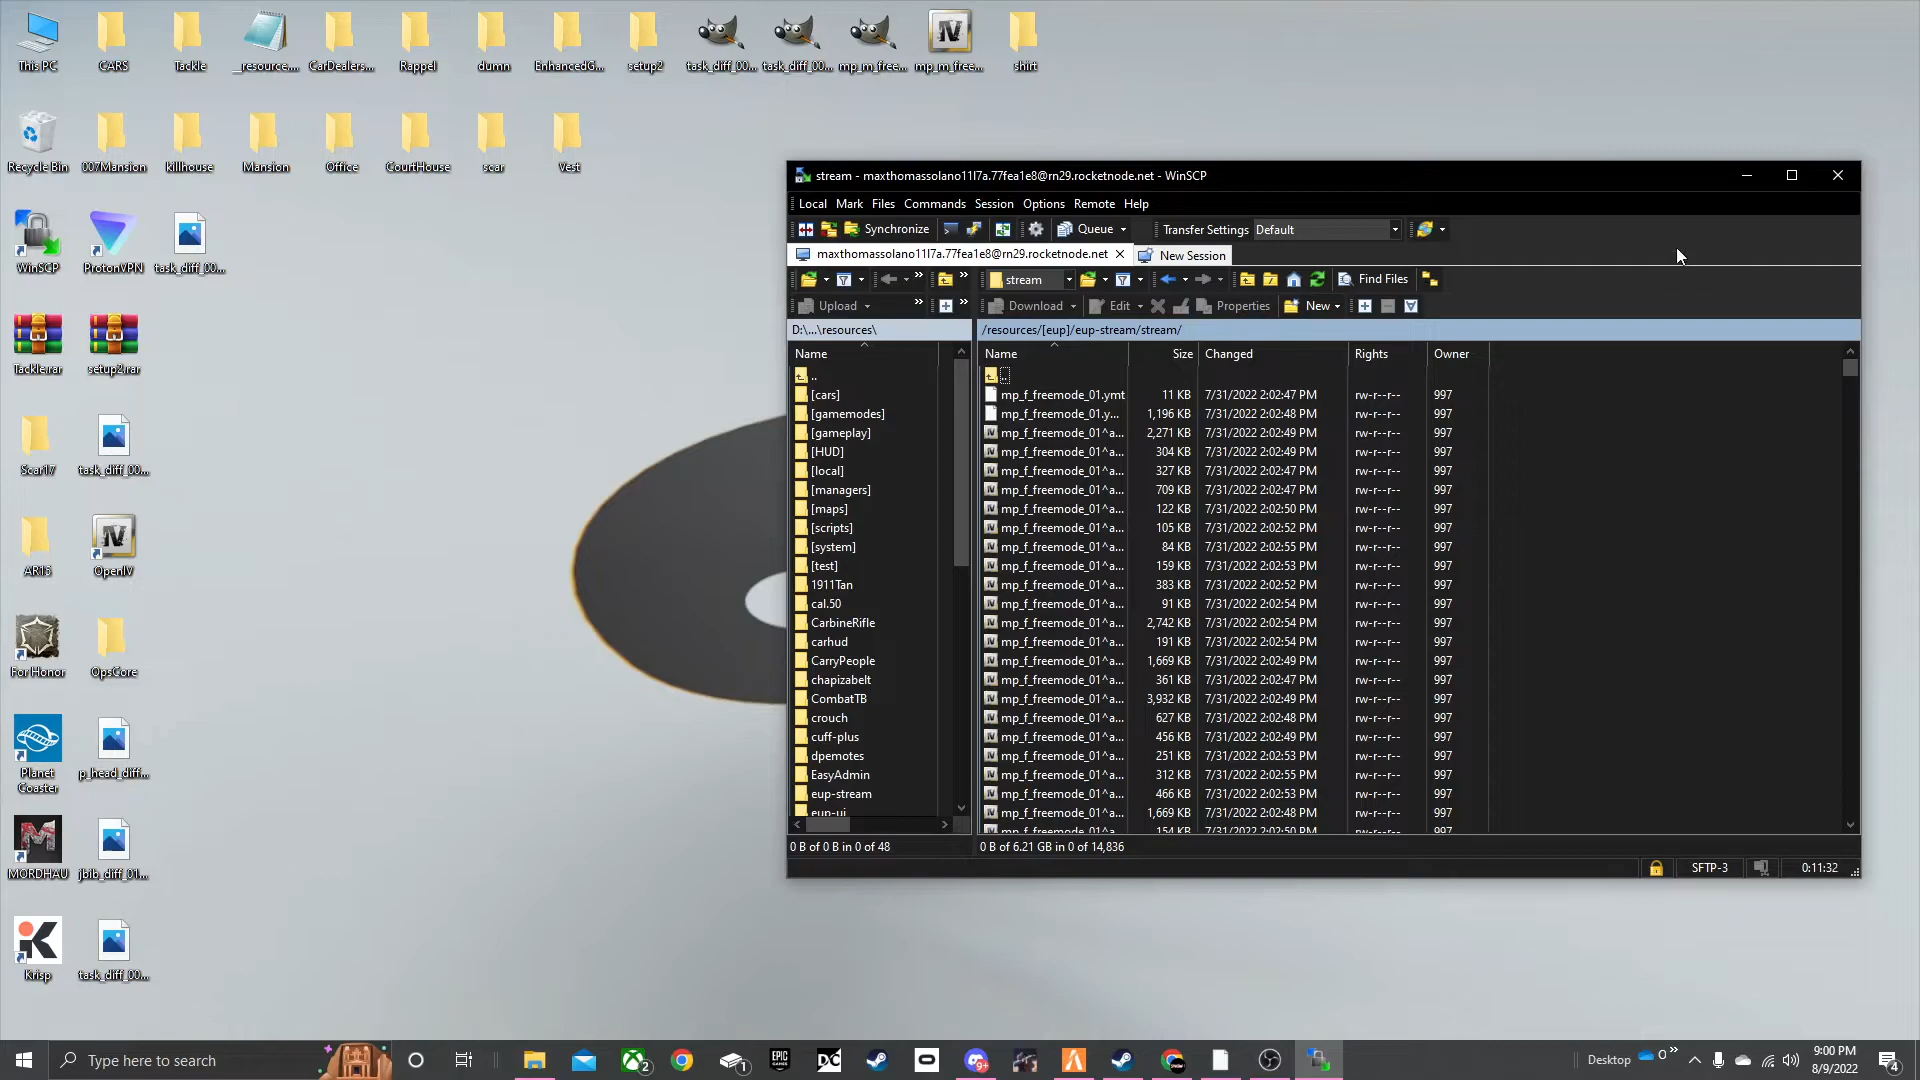 This PC
CARS
Tackle
__resource....
CarDealers...
Rappel
dumn
EnhancedG...
setup2
task_diff_00...
task_diff_00...
mp_m_free...
mp_m_free...
shirt
Recycle Bin
007Mansion
killhouse
Mansion
Office
CourtHouse
scar
Vest
WinSCP
ProtonVPN
task_diff_00...
Tackle.rar
setup2.rar
Scar17
task_diff_00...
AR15
OpenIV
For Honor
OpsCore
Planet
Coaster
p_head_diff...
MORDHAU
jbib_diff_01...
Krisp
task_diff_00...
stream - maxthomassolano11l7a.77fea1e8@rn29.rocketnode.net - WinSCP
Local Mark Files Commands Session Options Remote Help
Synchronize Queue Transfer Settings Default
maxthomassolano11l7a.77fea1e8@rn29.rocketnode.net New Session
stream Find Files
Upload Download Edit Properties New
D:\...\resources\ /resources/[eup]/eup-stream/stream/
Name Name Size Changed Rights Owner
.. ..
[cars] mp_f_freemode_01.ymt 11 KB 7/31/2022 2:02:47 PM rw-r--r-- 997
[gamemodes] mp_f_freemode_01.y... 1,196 KB 7/31/2022 2:02:48 PM rw-r--r-- 997
[gameplay] mp_f_freemode_01^a... 2,271 KB 7/31/2022 2:02:49 PM rw-r--r-- 997
[HUD] mp_f_freemode_01^a... 304 KB 7/31/2022 2:02:49 PM rw-r--r-- 997
[local] mp_f_freemode_01^a... 327 KB 7/31/2022 2:02:47 PM rw-r--r-- 997
[managers] mp_f_freemode_01^a... 709 KB 7/31/2022 2:02:47 PM rw-r--r-- 997
[maps] mp_f_freemode_01^a... 122 KB 7/31/2022 2:02:50 PM rw-r--r-- 997
[scripts] mp_f_freemode_01^a... 105 KB 7/31/2022 2:02:52 PM rw-r--r-- 997
[system] mp_f_freemode_01^a... 84 KB 7/31/2022 2:02:55 PM rw-r--r-- 997
[test] mp_f_freemode_01^a... 159 KB 7/31/2022 2:02:53 PM rw-r--r-- 997
1911Tan mp_f_freemode_01^a... 383 KB 7/31/2022 2:02:52 PM rw-r--r-- 997
cal.50 mp_f_freemode_01^a... 91 KB 7/31/2022 2:02:54 PM rw-r--r-- 997
CarbineRifle mp_f_freemode_01^a... 2,742 KB 7/31/2022 2:02:54 PM rw-r--r-- 997
carhud mp_f_freemode_01^a... 191 KB 7/31/2022 2:02:54 PM rw-r--r-- 997
CarryPeople mp_f_freemode_01^a... 1,669 KB 7/31/2022 2:02:49 PM rw-r--r-- 997
chapizabelt mp_f_freemode_01^a... 361 KB 7/31/2022 2:02:47 PM rw-r--r-- 997
CombatTB mp_f_freemode_01^a... 3,932 KB 7/31/2022 2:02:49 PM rw-r--r-- 997
crouch mp_f_freemode_01^a... 627 KB 7/31/2022 2:02:48 PM rw-r--r-- 997
cuff-plus mp_f_freemode_01^a... 456 KB 7/31/2022 2:02:49 PM rw-r--r-- 997
dpemotes mp_f_freemode_01^a... 251 KB 7/31/2022 2:02:53 PM rw-r--r-- 997
EasyAdmin mp_f_freemode_01^a... 312 KB 7/31/2022 2:02:55 PM rw-r--r-- 997
eup-stream mp_f_freemode_01^a... 466 KB 7/31/2022 2:02:53 PM rw-r--r-- 997
eup-ui mp_f_freemode_01^a... 1,669 KB 7/31/2022 2:02:48 PM rw-r--r-- 997
mp_f_freemode_01^a... 154 KB 7/31/2022 2:02:50 PM rw-r--r-- 997
0 B of 0 B in 0 of 48 0 B of 6.21 GB in 0 of 14,836
SFTP-3 0:11:32
Type here to search
Desktop
9:00 PM
8/9/2022